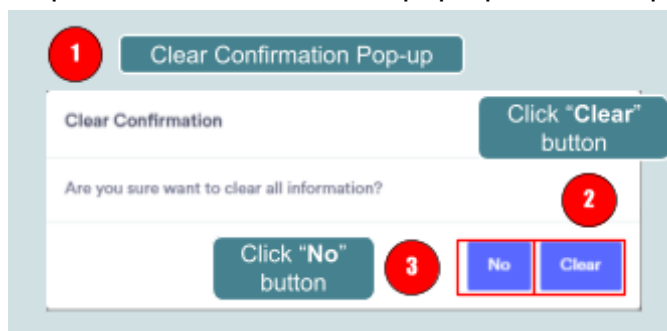 1 Clear Confirmation Pop-up
Clear Confirmation
Click “Clear”
button
Are you sure want to clear all information?
2
Click “No”
button
3
No Clear